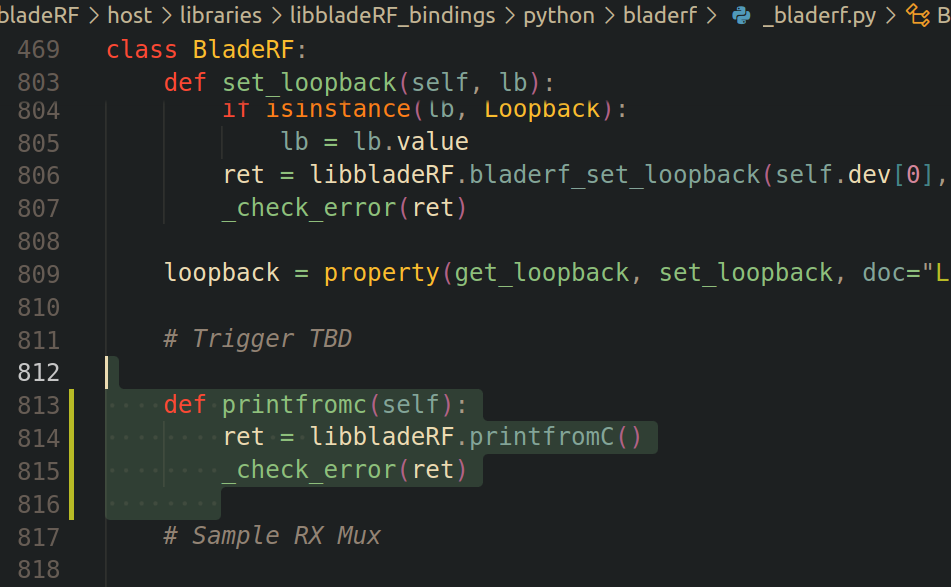 bladeRF > host > libraries > libbladeRF_bindings > python > bladerf > _bladerf.py > B
469 class BladeRF:
803 def set_loopback(self, lb):
804 if isinstance(lb, Loopback):
805 lb = lb.value
806 ret = libbladeRF.bladerf_set_loopback(self.dev[0],
807 _check_error(ret)
808
809 loopback = property(get_loopback, set_loopback, doc="L
810
811 # Trigger TBD
812
813 def printfromc(self):
814 ret = libbladeRF.printfromC()
815 _check_error(ret)
816
817 # Sample RX Mux
818